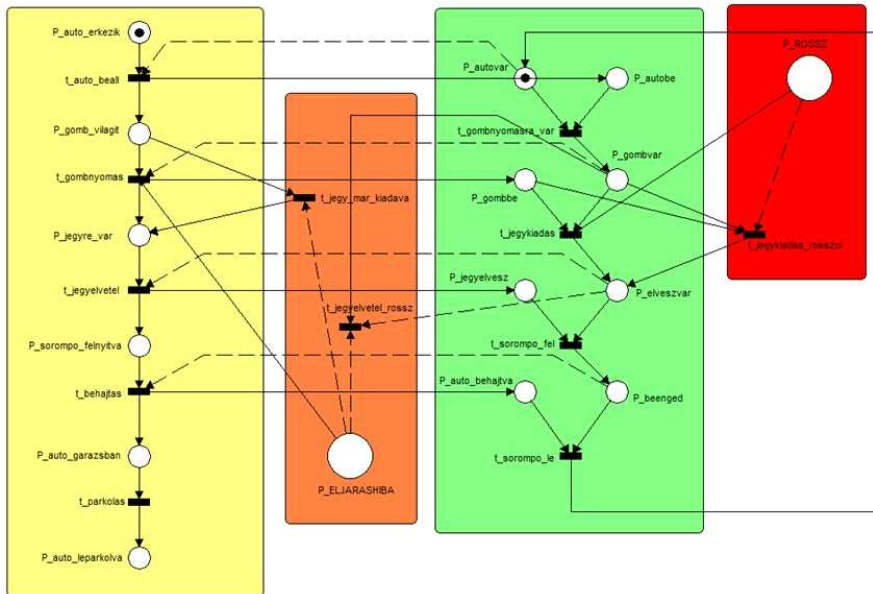 P_auto_erkezik
t_auto_beall
P_gomb_vilagit
t_gombnyomas
P_jegyre_var
t_jegyelvetel
P_sorompo_felnyitva
t_behajtas
P_auto_garazsban
t_parkolas
P_auto_leparkolva
t_jegy_mar_kiadava
t_jegyelvetel_rossz
P_ELJARASHIBA
P_autovar
P_autobe
t_gombnyomasra_var
P_gombvar
P_gombbe
t_jegykiadas
P_jegyelvesz
P_elveszvar
t_sorompo_fel
P_auto_behajtva
P_beenged
t_sorompo_le
P_ROSSZ
t_jegykiadas_rosszul